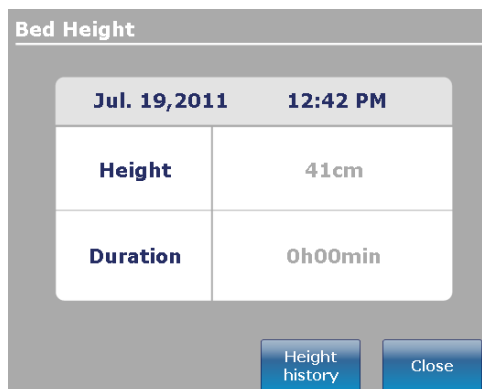 Bed Height
Jul. 19,2011 12:42 PM
Height 41cm
Duration 0h00min
Height
history
Close